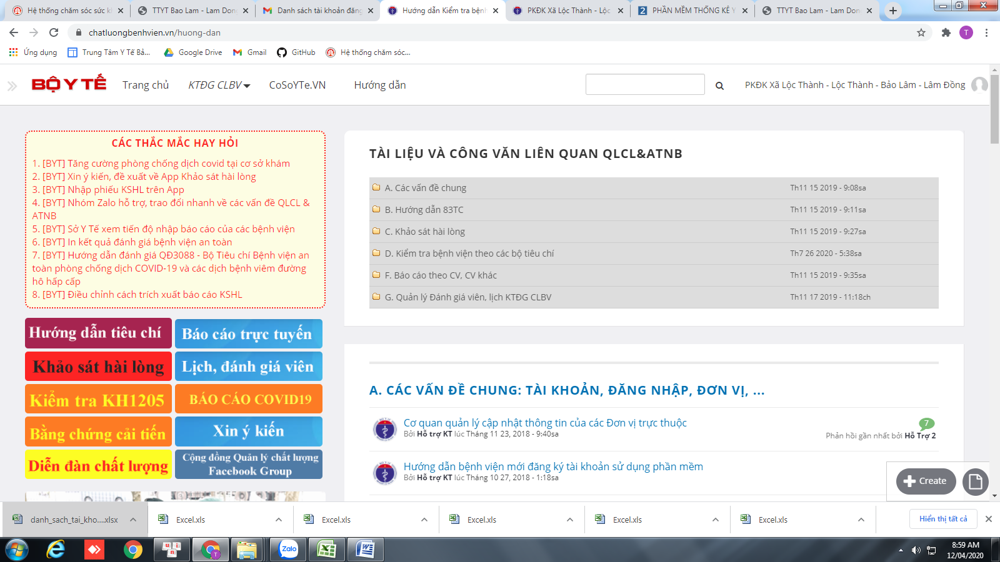 Hệ thống chăm sóc sức k
TTYT Bao Lam - Lam Don
Danh sách tài khoản đăng
Hướng dẫn Kiểm tra bệnh
PKĐK Xã Lộc Thành - Lộc
PHẦN MỀM THỐNG KÊ Y
TTYT Bao Lam - Lam Don
chatluongbenhvien.vn/huong-dan
T
Ứng dụng
Trung Tâm Y Tế Bả...
Google Drive
Gmail
GitHub
Hệ thống chăm sóc...
BỘ Y TẾ
Trang chủ
KTĐG CLBV
CoSoYTe.VN
Hướng dẫn
PKĐK Xã Lộc Thành - Lộc Thành - Bảo Lâm - Lâm Đồng
CÁC THẮC MẮC HAY HỎI
1. [BYT] Tăng cường phòng chống dịch covid tại cơ sở khám
2. [BYT] Xin ý kiến, đề xuất về App Khảo sát hài lòng
3. [BYT] Nhập phiếu KSHL trên App
4. [BYT] Nhóm Zalo hỗ trợ, trao đổi nhanh về các vấn đề QLCL &
ATNB
5. [BYT] Sở Y Tế xem tiến độ nhập báo cáo của các bệnh viện
6. [BYT] In kết quả đánh giá bệnh viện an toàn
7. [BYT] Hướng dẫn đánh giá QĐ3088 - Bộ Tiêu chí Bệnh viện an
toàn phòng chống dịch COVID-19 và các dịch bệnh viêm đường
hô hấp cấp
8. [BYT] Điều chỉnh cách trích xuất báo cáo KSHL
Hướng dẫn tiêu chí
Báo cáo trực tuyến
Khảo sát hài lòng
Lịch, đánh giá viên
Kiểm tra KH1205
BÁO CÁO COVID19
Bằng chứng cải tiến
Xin ý kiến
Diễn đàn chất lượng
Cộng đồng Quản lý chất lượng
Facebook Group
TÀI LIỆU VÀ CÔNG VĂN LIÊN QUAN QLCL&ATNB
A. Các vấn đề chung Th11 15 2019 - 9:08sa
B. Hướng dẫn 83TC Th11 15 2019 - 9:11sa
C. Khảo sát hài lòng Th11 15 2019 - 9:27sa
D. Kiểm tra bệnh viện theo các bộ tiêu chí Th7 26 2020 - 5:38sa
F. Báo cáo theo CV, CV khác Th11 15 2019 - 9:35sa
G. Quản lý Đánh giá viên, lịch KTĐG CLBV Th11 17 2019 - 11:18ch
A. CÁC VẤN ĐỀ CHUNG: TÀI KHOẢN, ĐĂNG NHẬP, ĐƠN VỊ, ...
Cơ quan quản lý cập nhật thông tin của các Đơn vị trực thuộc
Bởi Hỗ trợ KT lúc Tháng 11 23, 2018 - 9:40sa
7
Phản hồi gần nhất bởi Hỗ Trợ 2
Hướng dẫn bệnh viện mới đăng ký tài khoản sử dụng phần mềm
Bởi Hỗ trợ KT lúc Tháng 10 27, 2018 - 1:18sa
Create
danh_sach_tai_kho....xlsx
Excel.xls
Excel.xls
Excel.xls
Excel.xls
Excel.xls
Hiển thị tất cả
Zalo
8:59 AM
12/04/2020